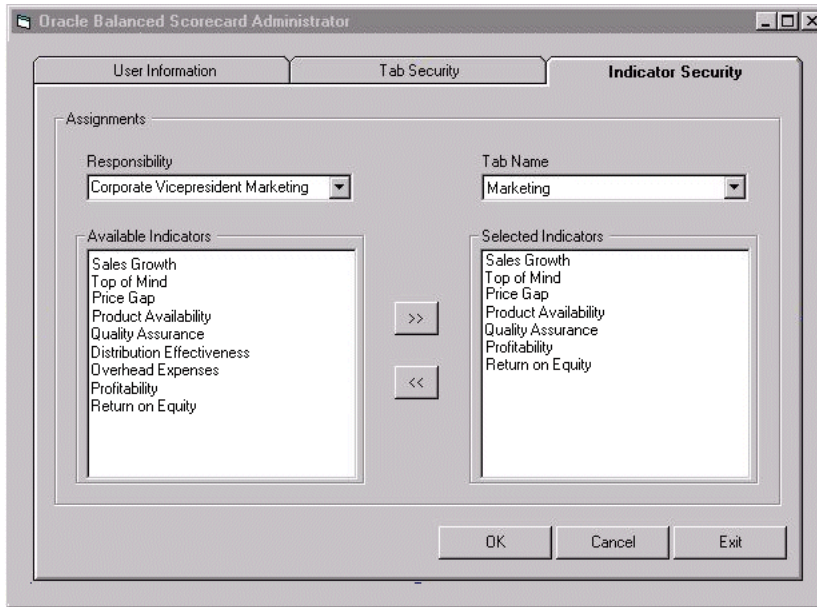 Oracle Balanced Scorecard Administrator
User Information
Tab Security
Indicator Security
Assignments
Responsibility
Corporate Vicepresident Marketing
Tab Name
Marketing
Available Indicators
Sales Growth
Top of Mind
Price Gap
Product Availability
Quality Assurance
Distribution Effectiveness
Overhead Expenses
Profitability
Return on Equity
>>
<<
Selected Indicators
Sales Growth
Top of Mind
Price Gap
Product Availability
Quality Assurance
Profitability
Return on Equity
OK
Cancel
Exit